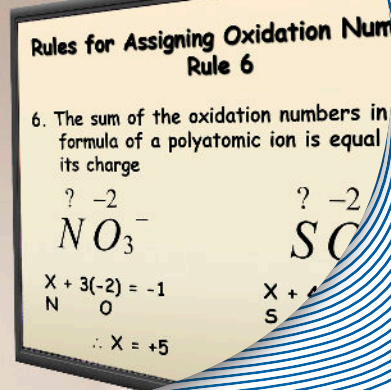 Rules for Assigning Oxidation
Rule 6
6. The sum of the oxidation numbers in
formula of a polyatomic ion is equal
its charge
? -2 ? -2
NO₃⁻ S
X + 3(-2) = -1 X +
N O S
∴ X = +5